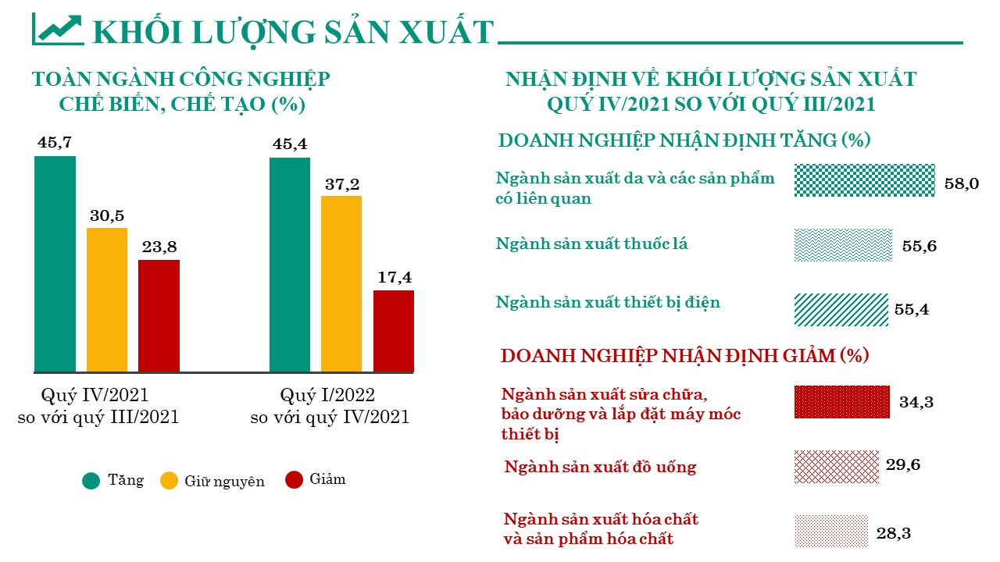 KHỐI LƯỢNG SẢN XUẤT
TOÀN NGÀNH CÔNG NGHIỆP
CHẾ BIẾN, CHẾ TẠO (%)
45,7
30,5
23,8
45,4
37,2
17,4
Quý IV/2021
so với quý III/2021
Quý I/2022
so với quý IV/2021
Tăng
Giữ nguyên
Giảm
NHẬN ĐỊNH VỀ KHỐI LƯỢNG SẢN XUẤT
QUÝ IV/2021 SO VỚI QUÝ III/2021
DOANH NGHIỆP NHẬN ĐỊNH TĂNG (%)
Ngành sản xuất da và các sản phẩm
có liên quan
58,0
Ngành sản xuất thuốc lá
55,6
Ngành sản xuất thiết bị điện
55,4
DOANH NGHIỆP NHẬN ĐỊNH GIẢM (%)
Ngành sản xuất sửa chữa,
bảo dưỡng và lắp đặt máy móc
thiết bị
34,3
Ngành sản xuất đồ uống
29,6
Ngành sản xuất hóa chất
và sản phẩm hóa chất
28,3